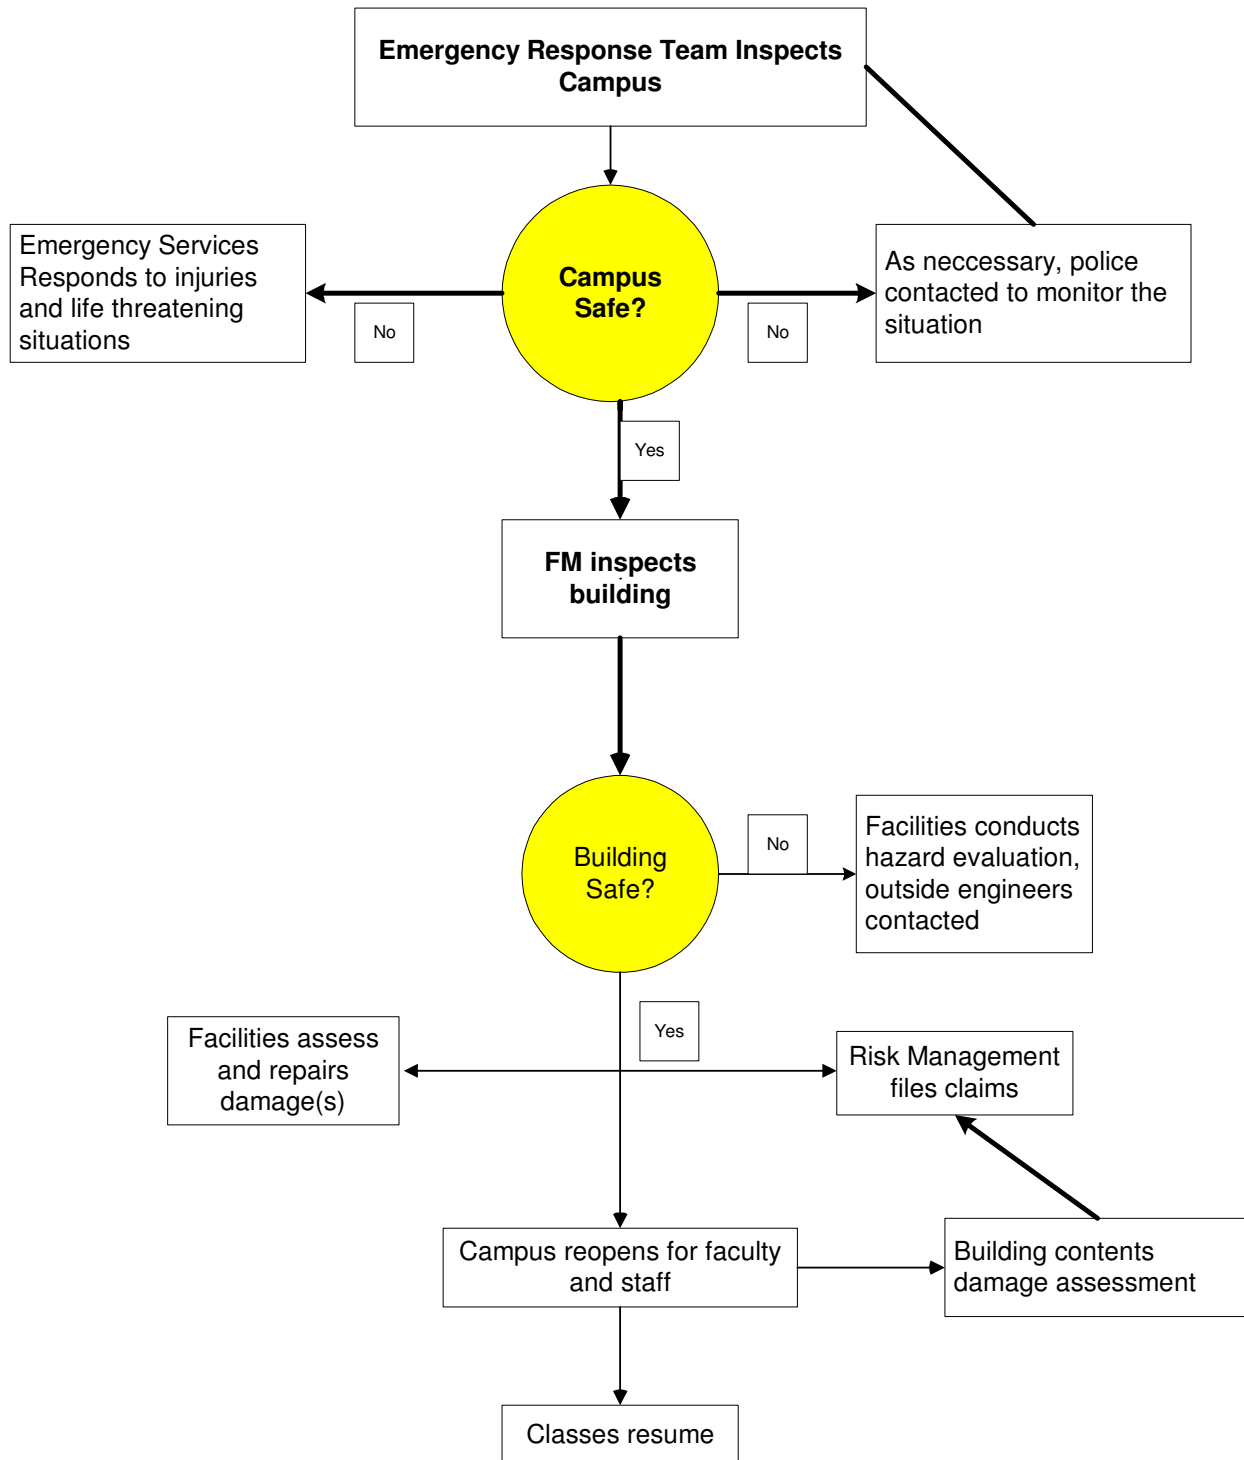 Emergency Response Team Inspects
Campus
Emergency Services
Responds to injuries
and life threatening
situations
No
Campus
Safe?
No
As neccessary, police
contacted to monitor the
situation
Yes
FM inspects
building
Building
Safe?
No
Facilities conducts
hazard evaluation,
outside engineers
contacted
Yes
Facilities assess
and repairs
damage(s)
Risk Management
files claims
Campus reopens for faculty
and staff
Building contents
damage assessment
Classes resume